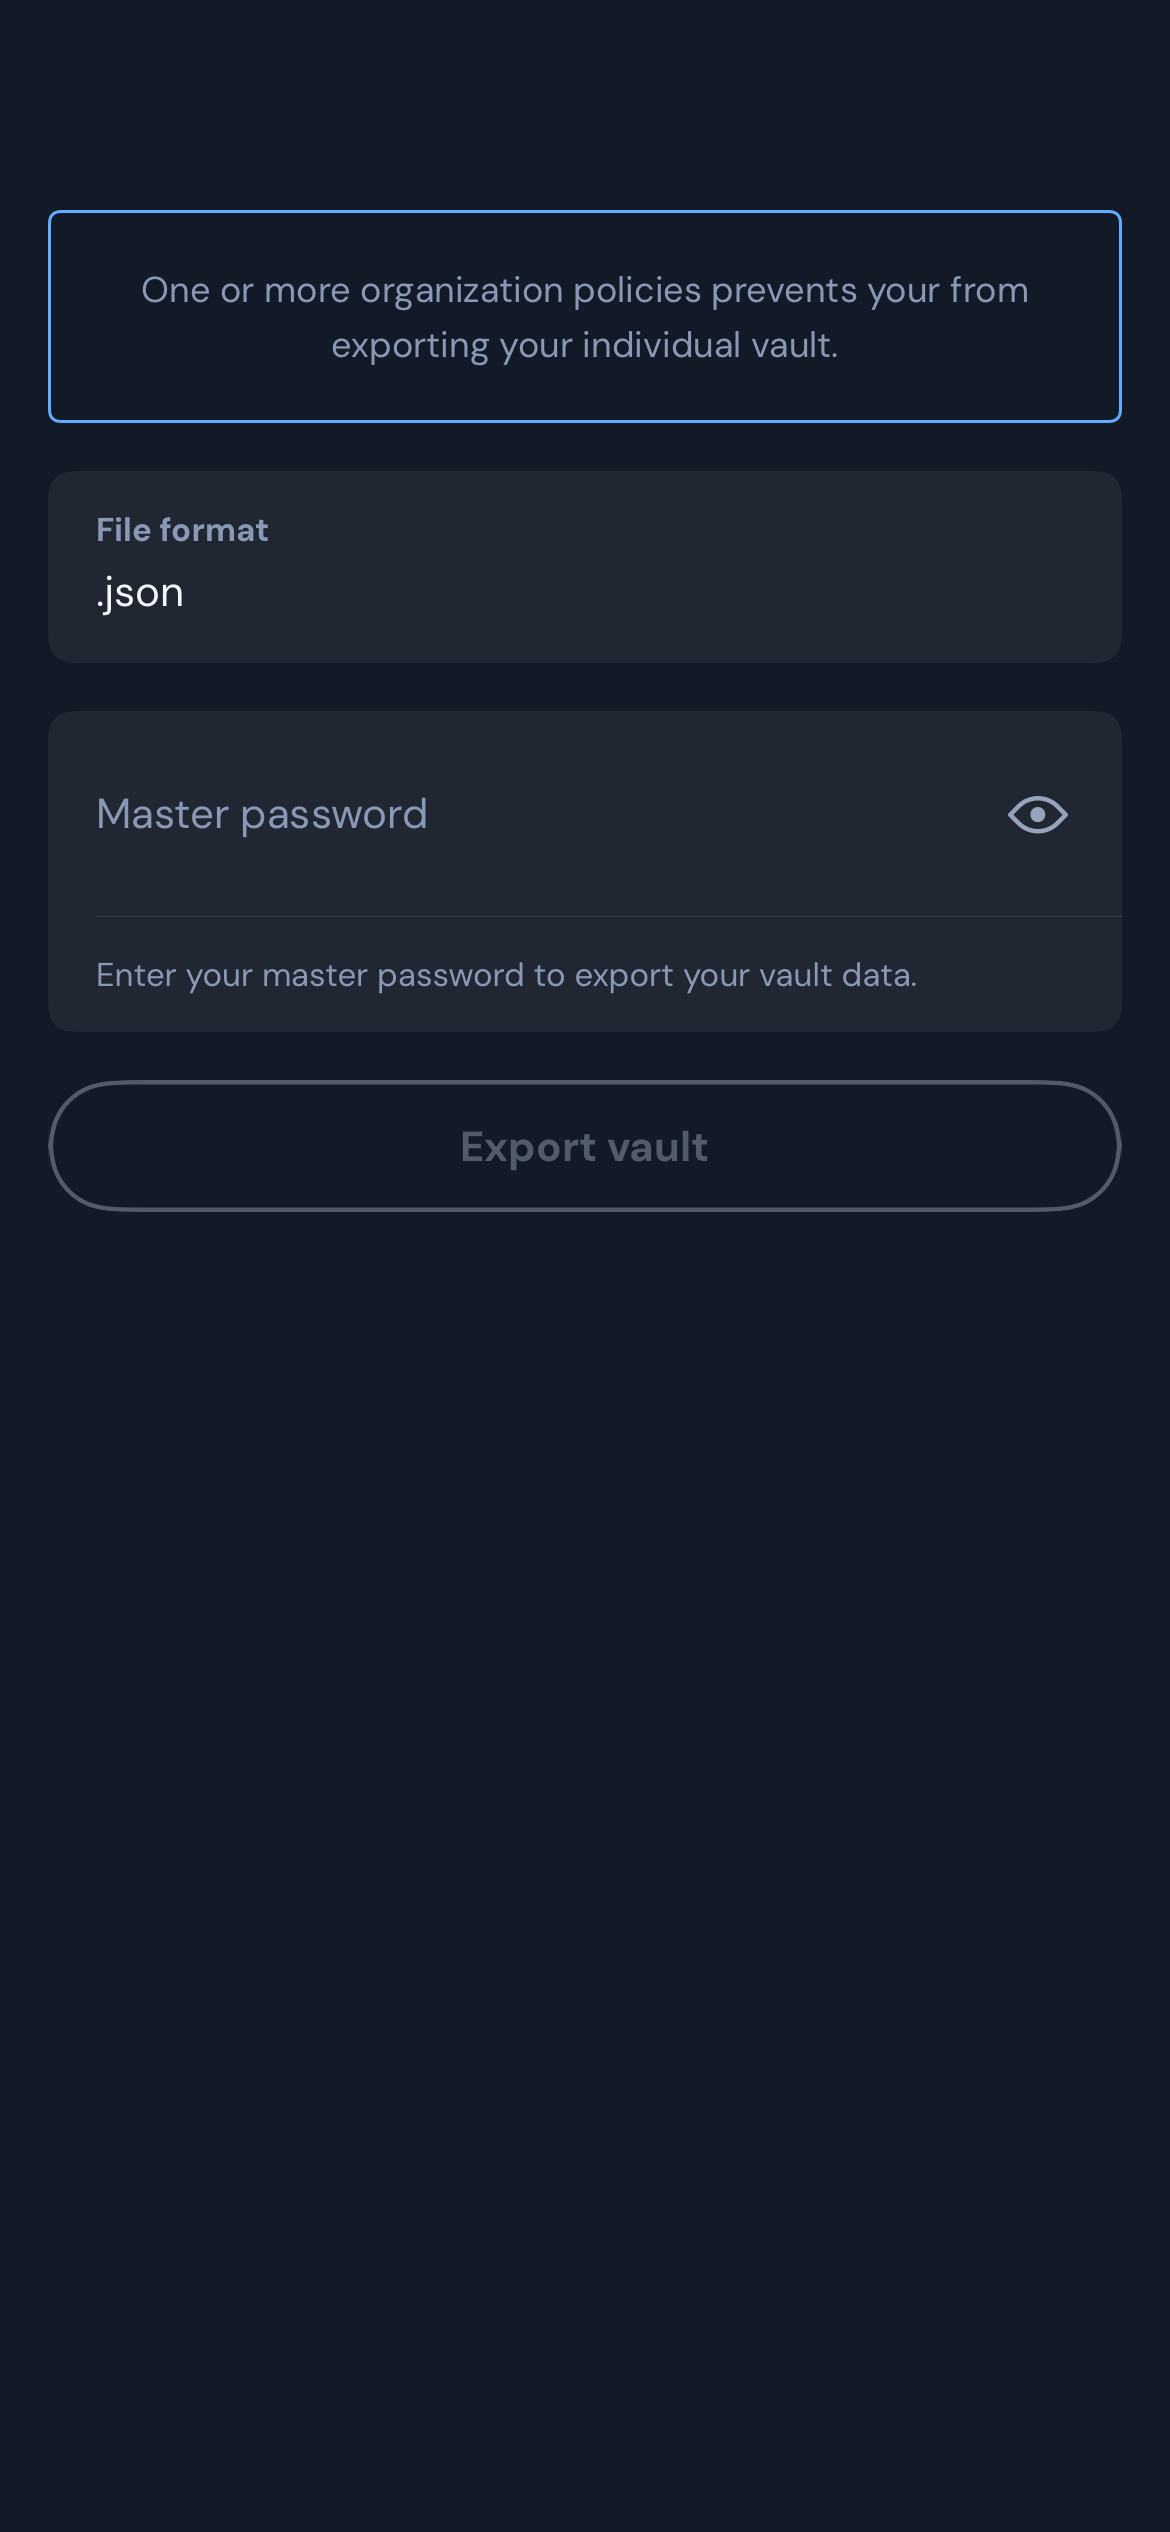 One or more organization policies prevents your from
exporting your individual vault.
File format
.json
Master password
Enter your master password to export your vault data.
Export vault